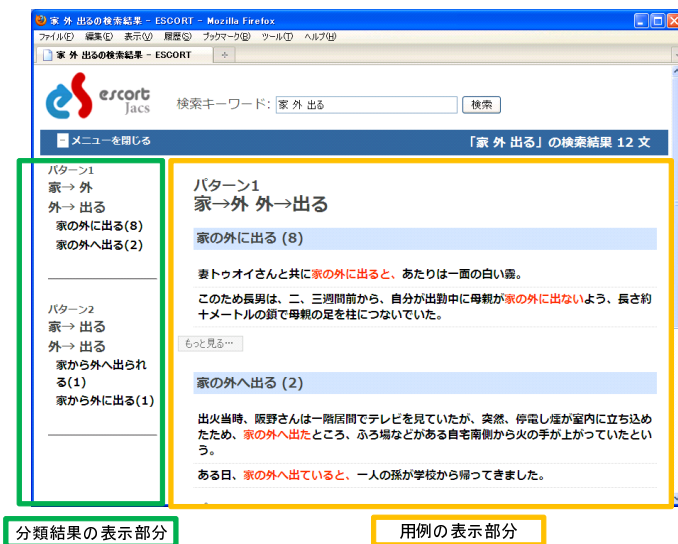 家 外 出るの検索結果 - ESCORT - Mozilla Firefox
ファイル(F) 編集(E) 表示(V) 履歴(S) ブックマーク(B) ツール(T) ヘルプ(H)
家 外 出るの検索結果 - ESCORT
escort
Jacs
検索キーワード: 家 外 出る 検索
メニューを閉じる
「家 外 出る」の検索結果 12 文
パターン1
家→ 外
外→ 出る
家の外に出る(8)
家の外へ出る(2)
パターン2
家→ 出る
外→ 出る
家から外へ出られ
る(1)
家から外に出る(1)
パターン1
家→外 外→出る
家の外に出る (8)
妻トゥオイさんと共に家の外に出ると、あたりは一面の白い霧。
このため長男は、二、三週間前から、自分が出勤中に母親が家の外に出ないよう、長さ約
十メートルの鎖で母親の足を柱につないでいた。
もっと見る…
家の外へ出る (2)
出火当時、阪野さんは一階居間でテレビを見ていたが、突然、停電し煙が室内に立ち込め
たため、家の外へ出たところ、ふろ場などがある自宅南側から火の手が上がっていたとい
う。
ある日、家の外へ出ていると、一人の孫が学校から帰ってきました。
分類結果の表示部分
用例の表示部分